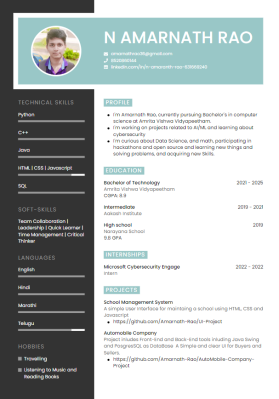 N AMARNATH RAO
linkedin.com/in/n-amarnath-rao-
TECHNICAL SKILLS
Python
C++
Java
HTML | CSS | Javascript
SQL
SOFT-SKILLS
Team Collaboration |
Leadership | Quick Learner |
Time Management | Critical
Thinker
LANGUAGES
English
Hindi
Marathi
Telugu
HOBBIES
Travelling
Listening to Music and
Reading Books
PROFILE
I'm Amarnath Rao, currently pursuing Bachelor's in computer
science at Amrita Vishwa Vidyapeetham.
I'm working on projects related to AI/ML and learning about
cybersecurity.
I'm curious about Data Science, and math, participating in
hackathons and open source and learning new things and
solving problems, and acquiring new Skills.
EDUCATION
Bachelor of Technology 2021 - 2025
Amrita Vishwa Vidyapeetham
CGPA: 8.9
Intermediate 2019 - 2021
Aakash Institute
High school 2019
Narayana School
9.8 GPA
INTERNSHIPS
Microsoft Cybersecurity Engage 2022 - 2022
Intern
PROJECTS
School Management System
A simple user interface for maintaining a school using HTML, CSS and
Javascript
https://github.com/Amarnath-Rao/UI-Project
Automobile Company
Project includes Front-End and Back-End tools including Java Swing
and PostgreSQL as DataBase. A Simple and clear UI for Buyers and
Sellers.
https://github.com/Amarnath-Rao/AutoMobile-Company-
Project